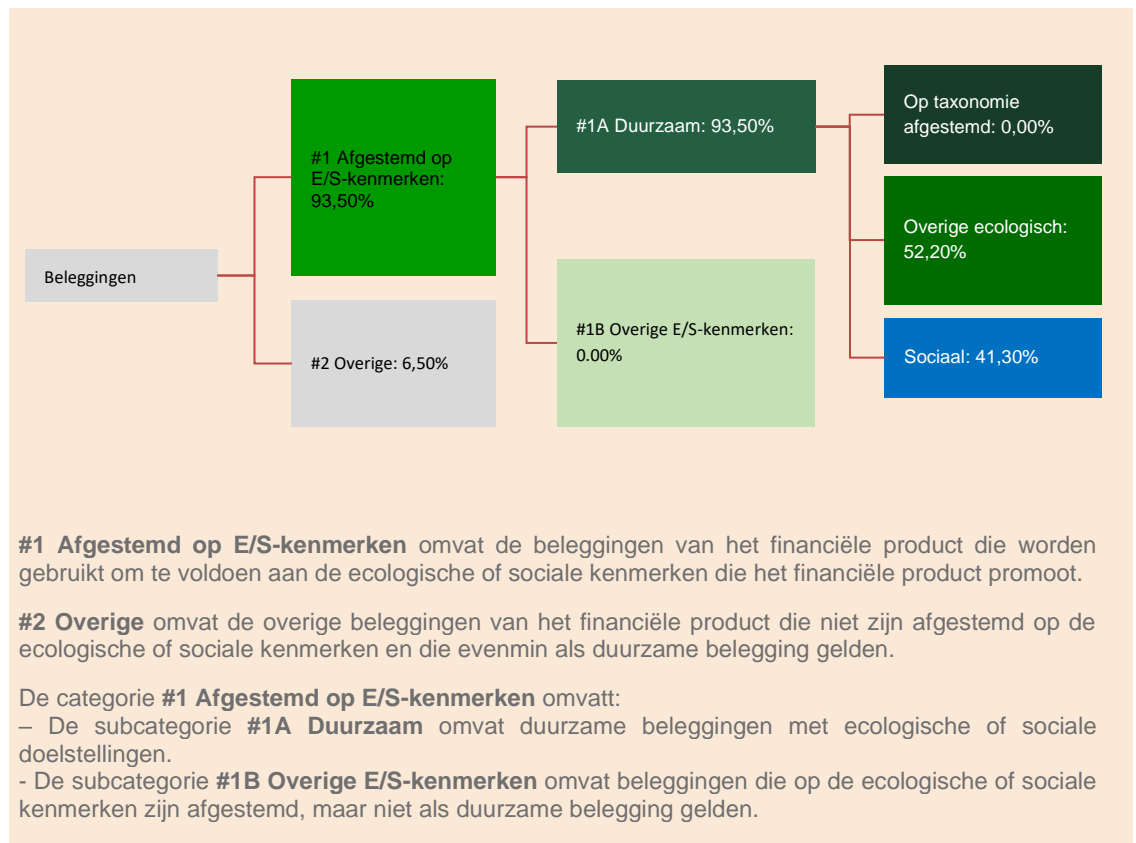 Beleggingen
#1 Afgestemd op
E/S-kenmerken:
93,50%
#2 Overige: 6,50%
#1A Duurzaam: 93,50%
#1B Overige E/S-kenmerken:
0.00%
Op taxonomie
afgestemd: 0,00%
Overige ecologisch:
52,20%
Sociaal: 41,30%
#1 Afgestemd op E/S-kenmerken omvat de beleggingen van het financiële product die worden
gebruikt om te voldoen aan de ecologische of sociale kenmerken die het financiële product promoot.
#2 Overige omvat de overige beleggingen van het financiële product die niet zijn afgestemd op de
ecologische of sociale kenmerken en die evenmin als duurzame belegging gelden.
De categorie #1 Afgestemd op E/S-kenmerken omvatt:
– De subcategorie #1A Duurzaam omvat duurzame beleggingen met ecologische of sociale
doelstellingen.
- De subcategorie #1B Overige E/S-kenmerken omvat beleggingen die op de ecologische of sociale
kenmerken zijn afgestemd, maar niet als duurzame belegging gelden.